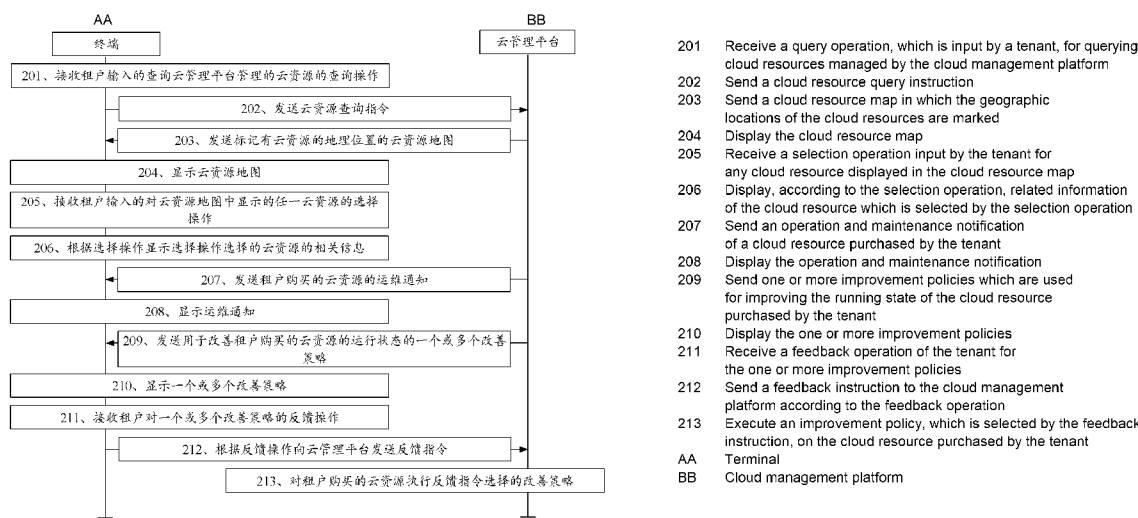 AA
BB
终端
云管理平台
201、接收租户输入的查询云管理平台管理的云资源的查询操作
202、发送云资源查询指令
203、发送标记有云资源的地理位置的云资源地图
204、显示云资源地图
205、接收租户输入的对云资源地图中显示的任一云资源的选择
操作
206、根据选择操作显示选择操作选择的云资源的相关信息
207、发送租户购买的云资源的运维通知
208、显示运维通知
209、发送用于改善租户购买的云资源的运行状态的一个或多个改善
策略
210、显示一个或多个改善策略
211、接收租户对一个或多个改善策略的反馈操作
212、根据反馈操作向云管理平台发送反馈指令
213、对租户购买的云资源执行反馈指令选择的改善策略
201 Receive a query operation, which is input by a tenant, for querying
cloud resources managed by the cloud management platform
202 Send a cloud resource query instruction
203 Send a cloud resource map in which the geographic
locations of the cloud resources are marked
204 Display the cloud resource map
205 Receive a selection operation input by the tenant for
any cloud resource displayed in the cloud resource map
206 Display, according to the selection operation, related information
of the cloud resource which is selected by the selection operation
207 Send an operation and maintenance notification
of a cloud resource purchased by the tenant
208 Display the operation and maintenance notification
209 Send one or more improvement policies which are used
for improving the running state of the cloud resource
purchased by the tenant
210 Display the one or more improvement policies
211 Receive a feedback operation of the tenant for
the one or more improvement policies
212 Send a feedback instruction to the cloud management
platform according to the feedback operation
213 Execute an improvement policy, which is selected by the feedback
instruction, on the cloud resource purchased by the tenant
AA Terminal
BB Cloud management platform